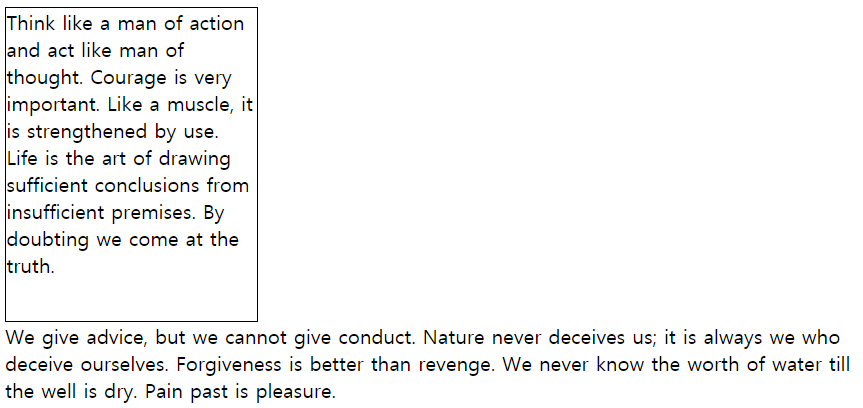 Think like a man of action
and act like man of
thought. Courage is very
important. Like a muscle, it
is strengthened by use.
Life is the art of drawing
sufficient conclusions from
insufficient premises. By
doubting we come at the
truth.
We give advice, but we cannot give conduct. Nature never deceives us; it is always we who
deceive ourselves. Forgiveness is better than revenge. We never know the worth of water till
the well is dry. Pain past is pleasure.